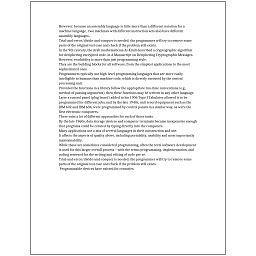 However, because an assembly language is little more than a different notation for a
machine language, two machines with different instruction sets also have different
assembly languages.
Trial-and-error/divide-and-conquer is needed: the programmer will try to remove some
parts of the original test case and check if the problem still exists.
In the 9th century, the Arab mathematician Al-Kindi described a cryptographic algorithm
for deciphering encrypted code, in A Manuscript on Deciphering Cryptographic Messages.
However, readability is more than just programming style.
They are the building blocks for all software, from the simplest applications to the most
sophisticated ones.
Programmers typically use high-level programming languages that are more easily
intelligible to humans than machine code, which is directly executed by the central
processing unit.
Provided the functions in a library follow the appropriate run-time conventions (e.g.,
method of passing arguments), then these functions may be written in any other language.
Later a control panel (plug board) added to his 1906 Type I Tabulator allowed it to be
programmed for different jobs, and by the late 1940s, unit record equipment such as the
IBM 602 and IBM 604, were programmed by control panels in a similar way, as were the
first electronic computers.
There exist a lot of different approaches for each of those tasks.
By the late 1960s, data storage devices and computer terminals became inexpensive enough
that programs could be created by typing directly into the computers.
Many applications use a mix of several languages in their construction and use.
It affects the aspects of quality above, including portability, usability and most importantly
maintainability.
While these are sometimes considered programming, often the term software development
is used for this larger overall process – with the terms programming, implementation, and
coding reserved for the writing and editing of code per se.
Trial-and-error/divide-and-conquer is needed: the programmer will try to remove some
parts of the original test case and check if the problem still exists.
Programmable devices have existed for centuries.